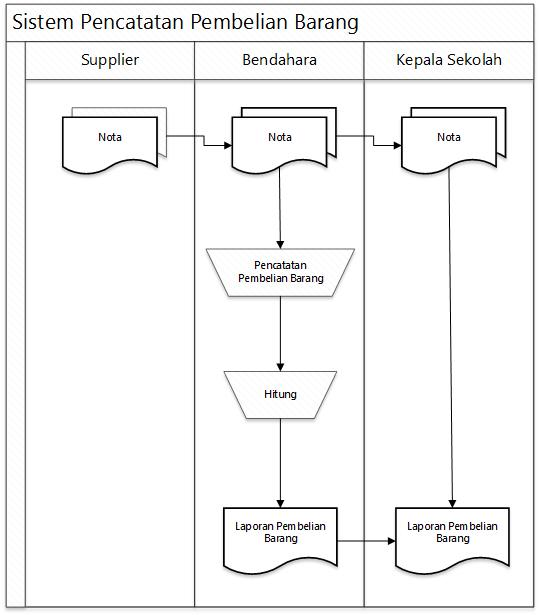 Sistem Pencatatan Pembelian Barang
Supplier
Bendahara
Kepala Sekolah
Nota
Nota
Nota
Pencatatan
Pembelian Barang
Hitung
Laporan Pembelian
Barang
Laporan Pembelian
Barang